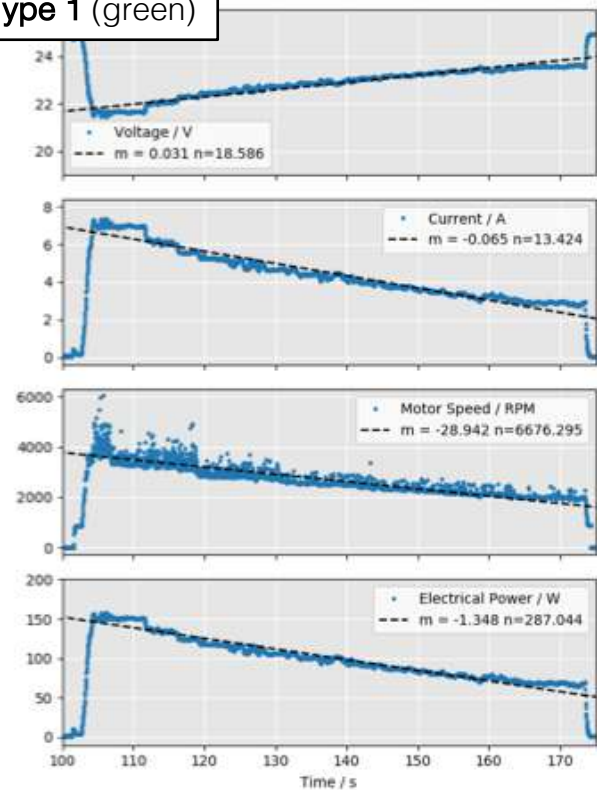 ype 1 (green)
24
22
20
Voltage / V
m = 0.031 n=18.586
8
6
4
2
0
Current / A
m = -0.065 n=13.424
6000
4000
2000
0
Motor Speed / RPM
m = -28.942 n=6676.295
200
150
100
50
0
Electrical Power / W
m = -1.348 n=287.044
100 110 120 130 140 150 160 170
Time / s